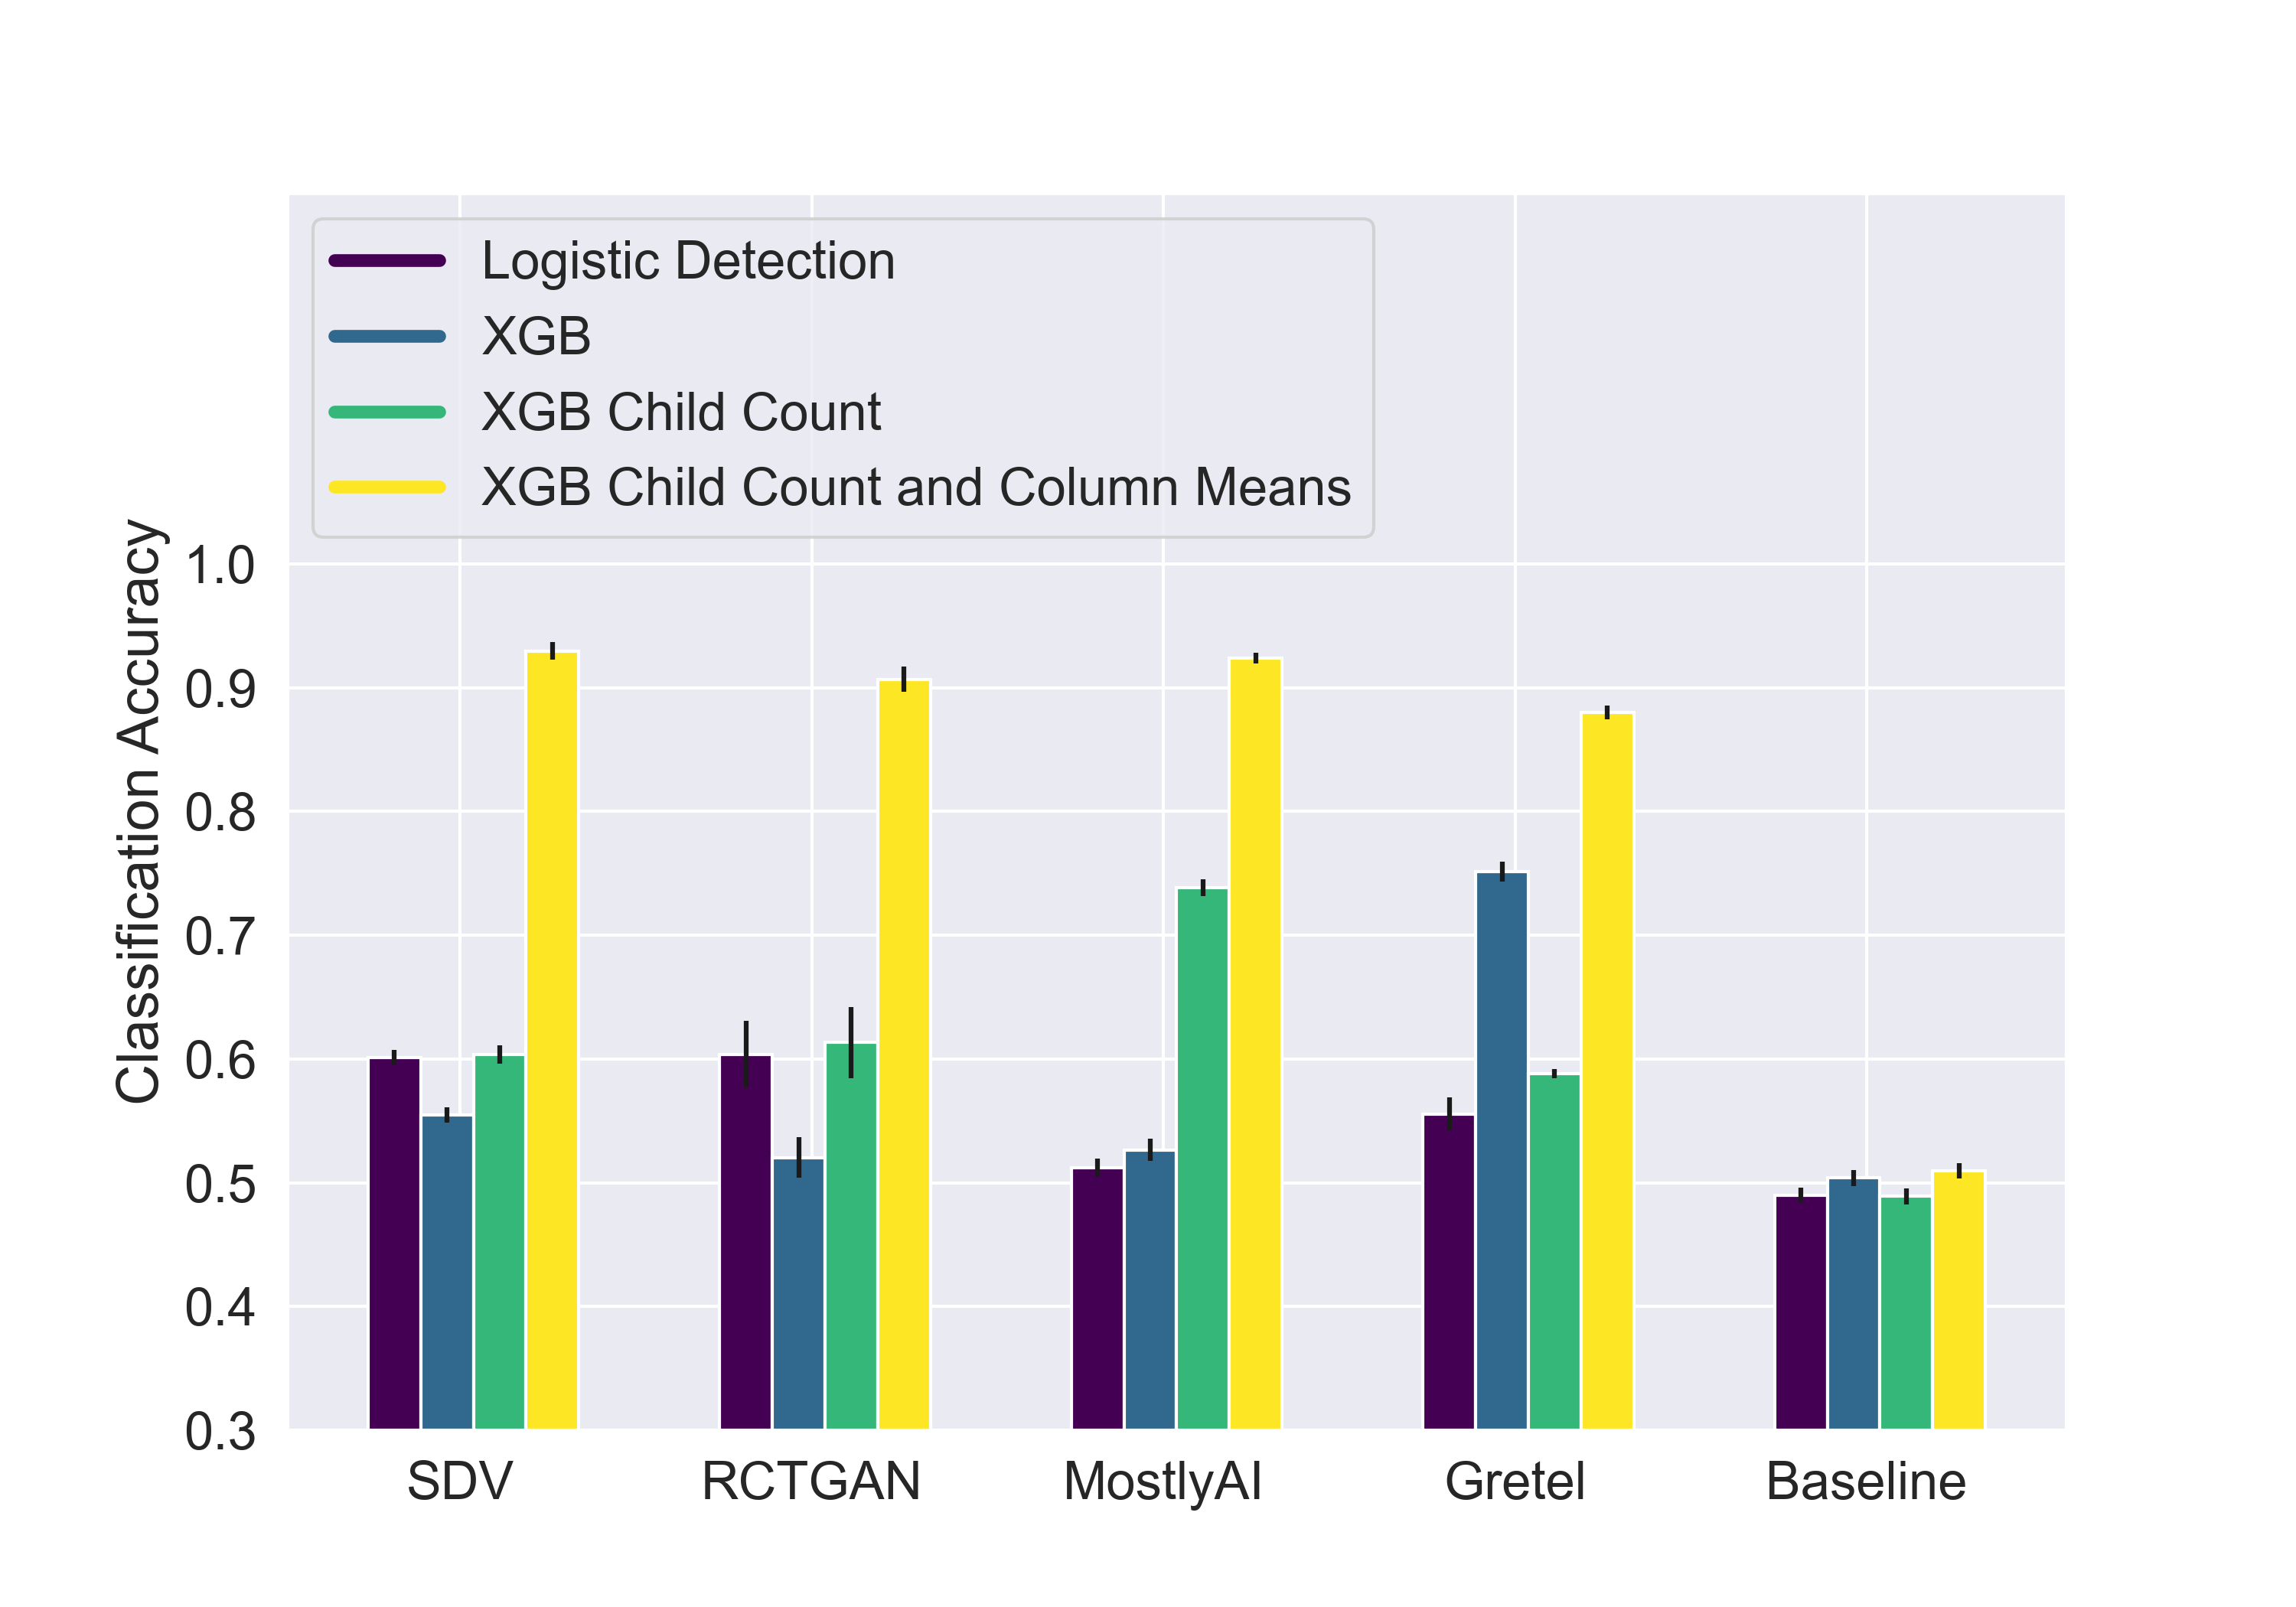 Logistic Detection
XGB
XGB Child Count
XGB Child Count and Column Means
Classification Accuracy
1.0
0.9
0.8
0.7
0.6
0.5
0.4
0.3
SDV
RCTGAN
MostlyAI
Gretel
Baseline